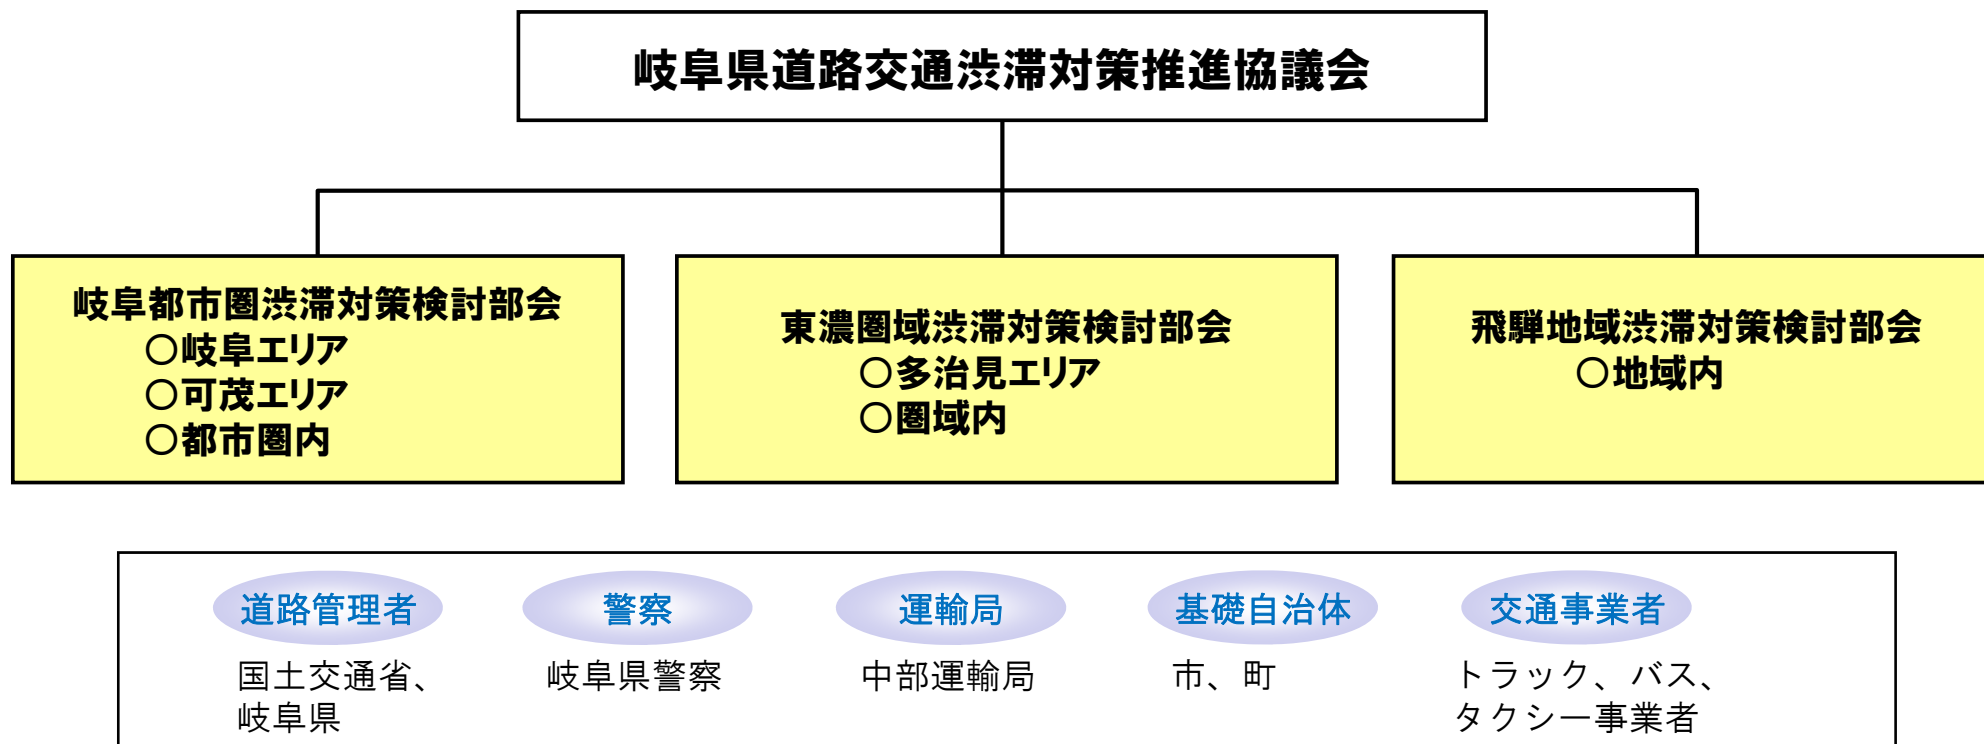 岐阜県道路交通渋滞対策推進協議会
岐阜都市圏渋滞対策検討部会
〇岐阜エリア
〇可茂エリア
〇都市圏内
東濃圏域渋滞対策検討部会
〇多治見エリア
〇圏域内
飛騨地域渋滞対策検討部会
〇地域内
道路管理者
国土交通省、
岐阜県
警察
岐阜県警察
運輸局
中部運輸局
基礎自治体
市、町
交通事業者
トラック、バス、
タクシー事業者